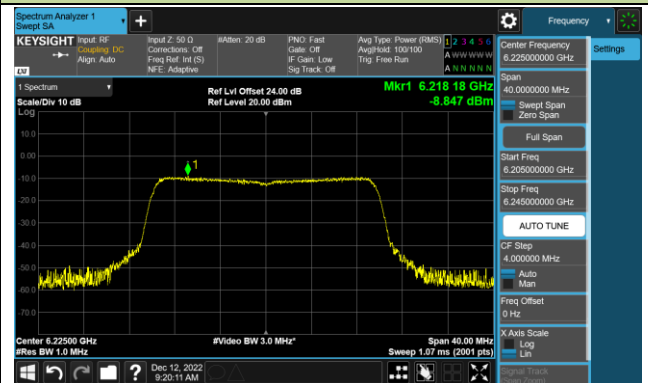 Spectrum Analyzer 1
Swept SA
Frequency
KEYSIGHT
Input: RF
Coupling: DC
Align: Auto
Input Z: 50 Ω
Corrections: Off
Freq Ref: Int (S)
NFE: Adaptive
#Atten: 20 dB
PNO: Fast
Gate: Off
IF Gain: Low
Sig Track: Off
Avg Type: Power (RMS)
Avg|Hold: 100/100
Trig: Free Run
1 2 3 4 5 6
A W W W W W
A N N N N N
LXI
1 Spectrum
Scale/Div 10 dB
Log
Ref Lvl Offset 24.00 dB
Ref Level 20.00 dBm
Mkr1 6.218 18 GHz
-8.847 dBm
10.0
0.00
-10.0
-20.0
-30.0
-40.0
-50.0
-60.0
-70.0
1
Center 6.22500 GHz
#Res BW 1.0 MHz
#Video BW 3.0 MHz*
Span 40.00 MHz
Sweep 1.07 ms (2001 pts)
Dec 12, 2022
9:20:11 AM
Center Frequency
6.225000000 GHz
Settings
Span
40.0000000 MHz
Swept Span
Zero Span
Full Span
Start Freq
6.205000000 GHz
Stop Freq
6.245000000 GHz
AUTO TUNE
CF Step
4.000000 MHz
Auto
Man
Freq Offset
0 Hz
X Axis Scale
Log
Lin
Signal Track
(Span Zoom)